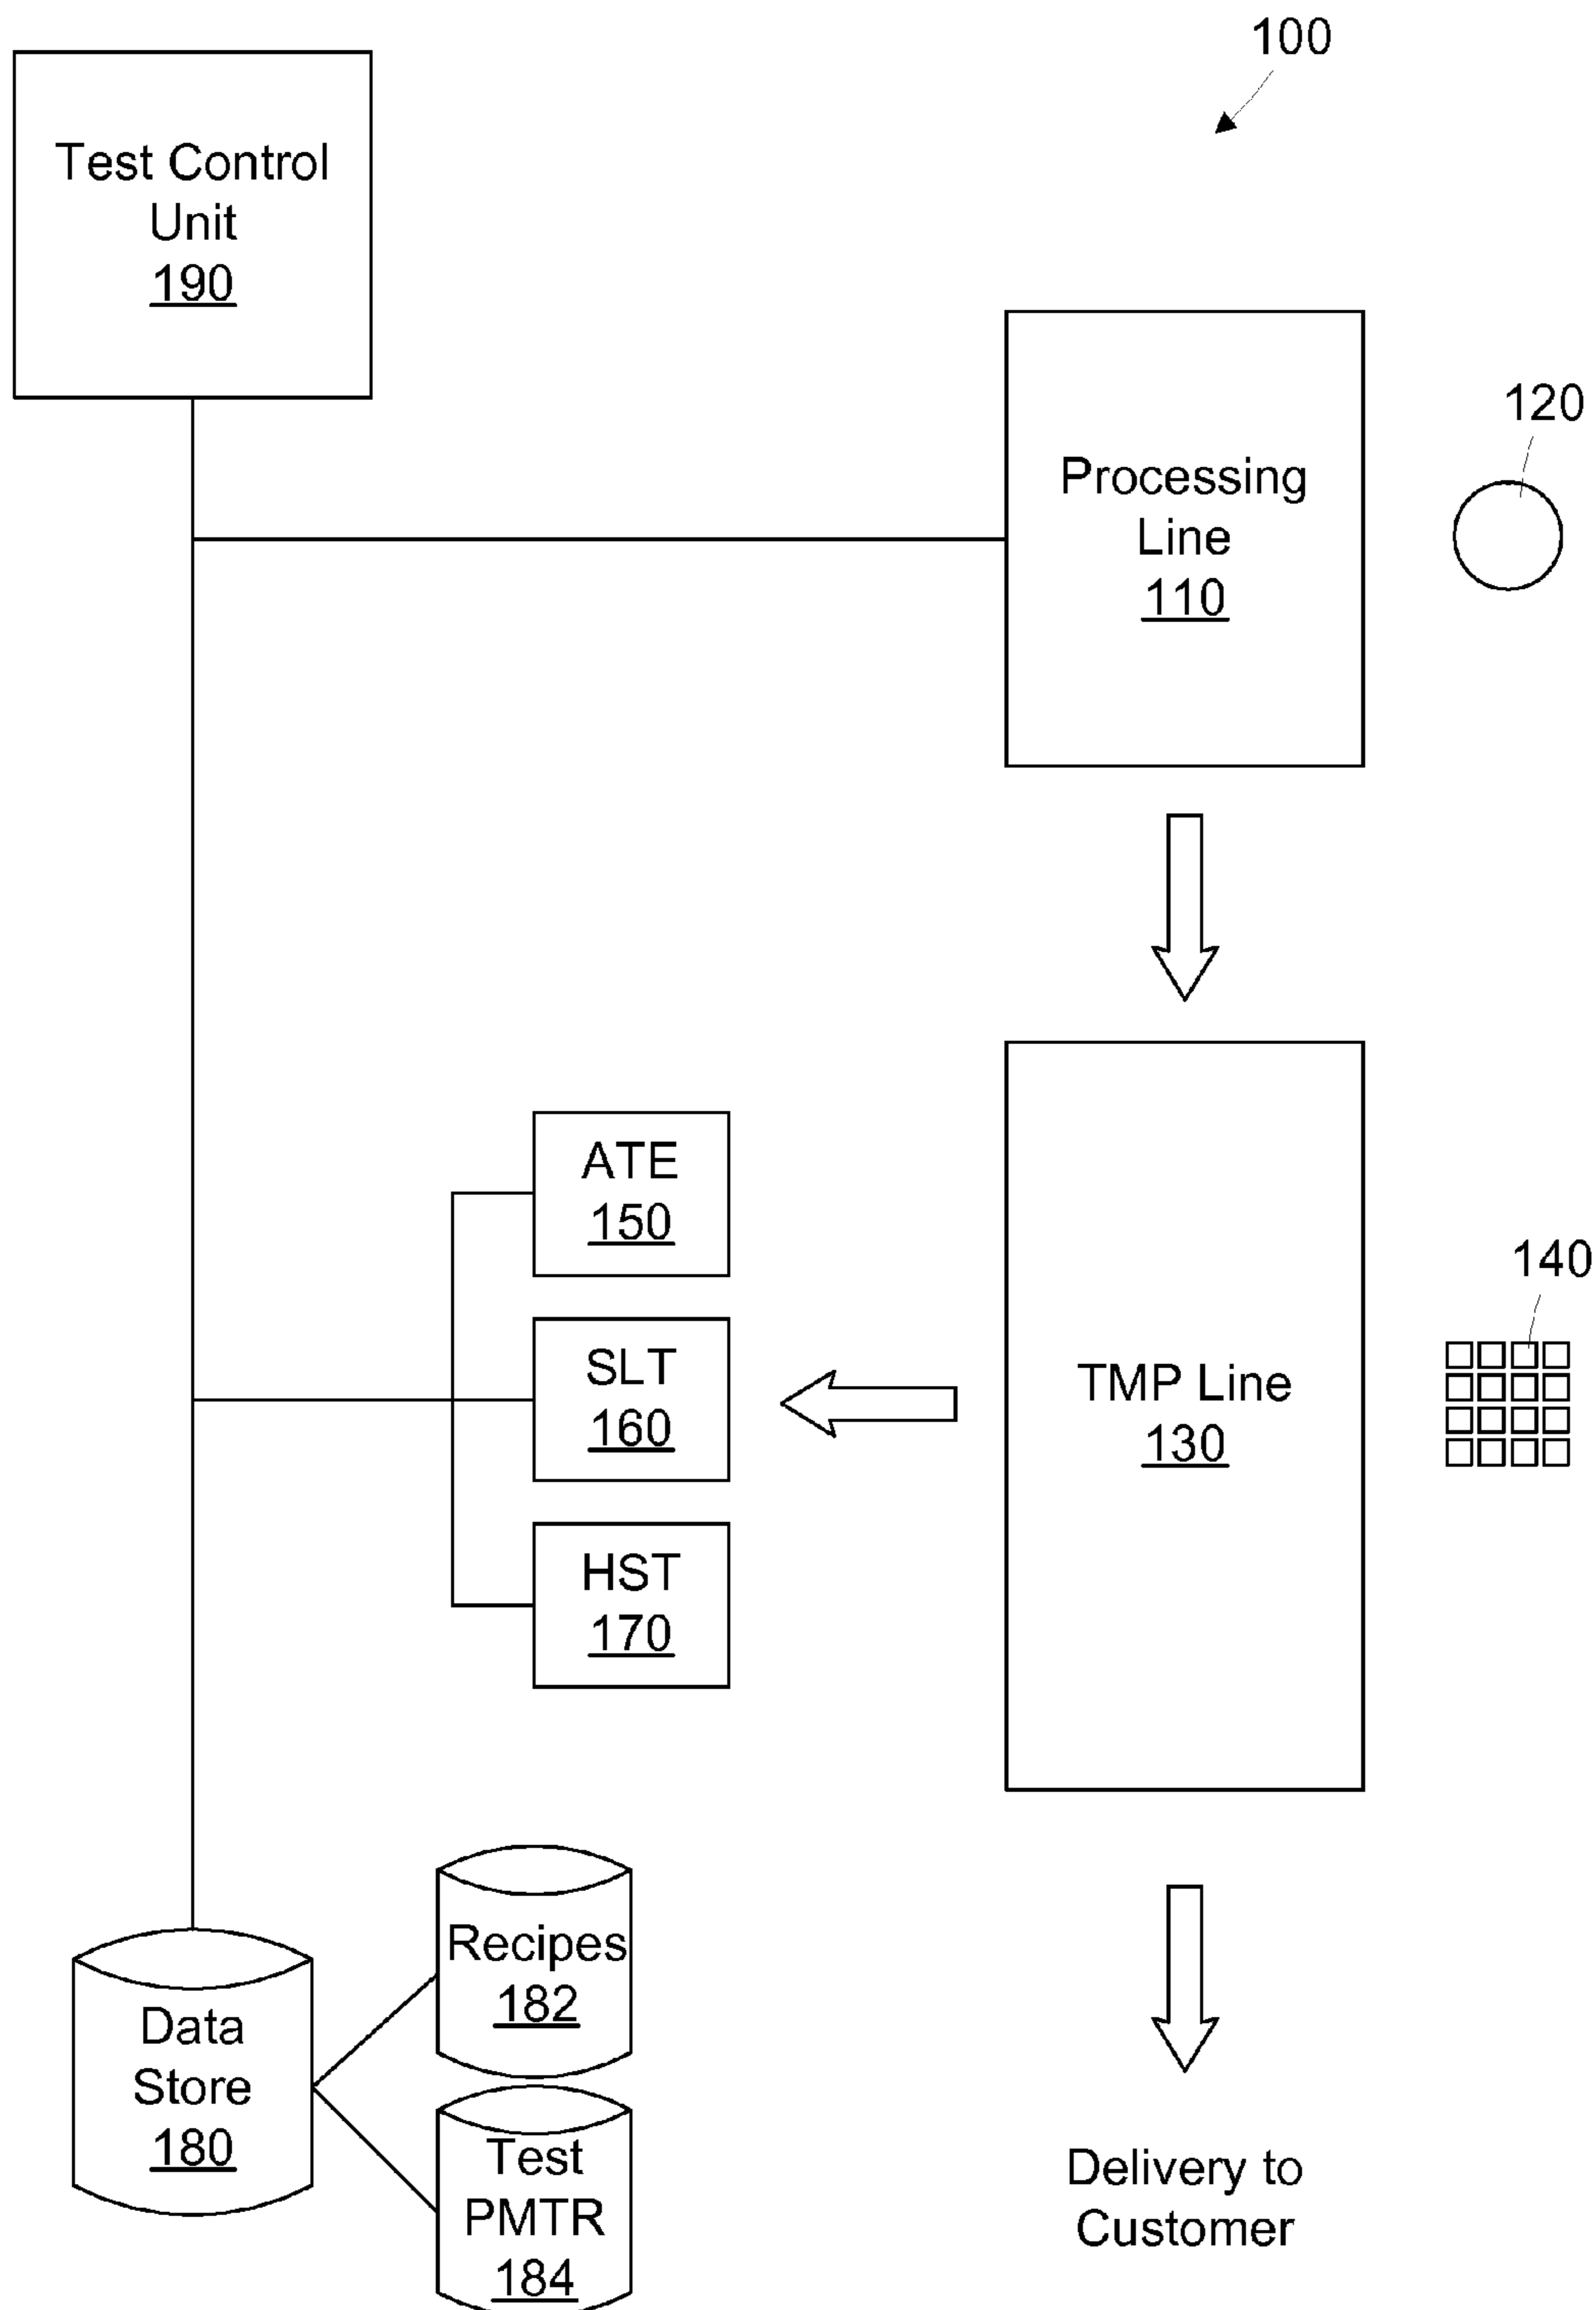 100
Test Control
Unit
190
120
Processing
Line
110
ATE
150
140
SLT
160
TMP Line
130
HST
170
Recipes
182
Data
Store
180
Test
PMTR
184
Delivery to
Customer